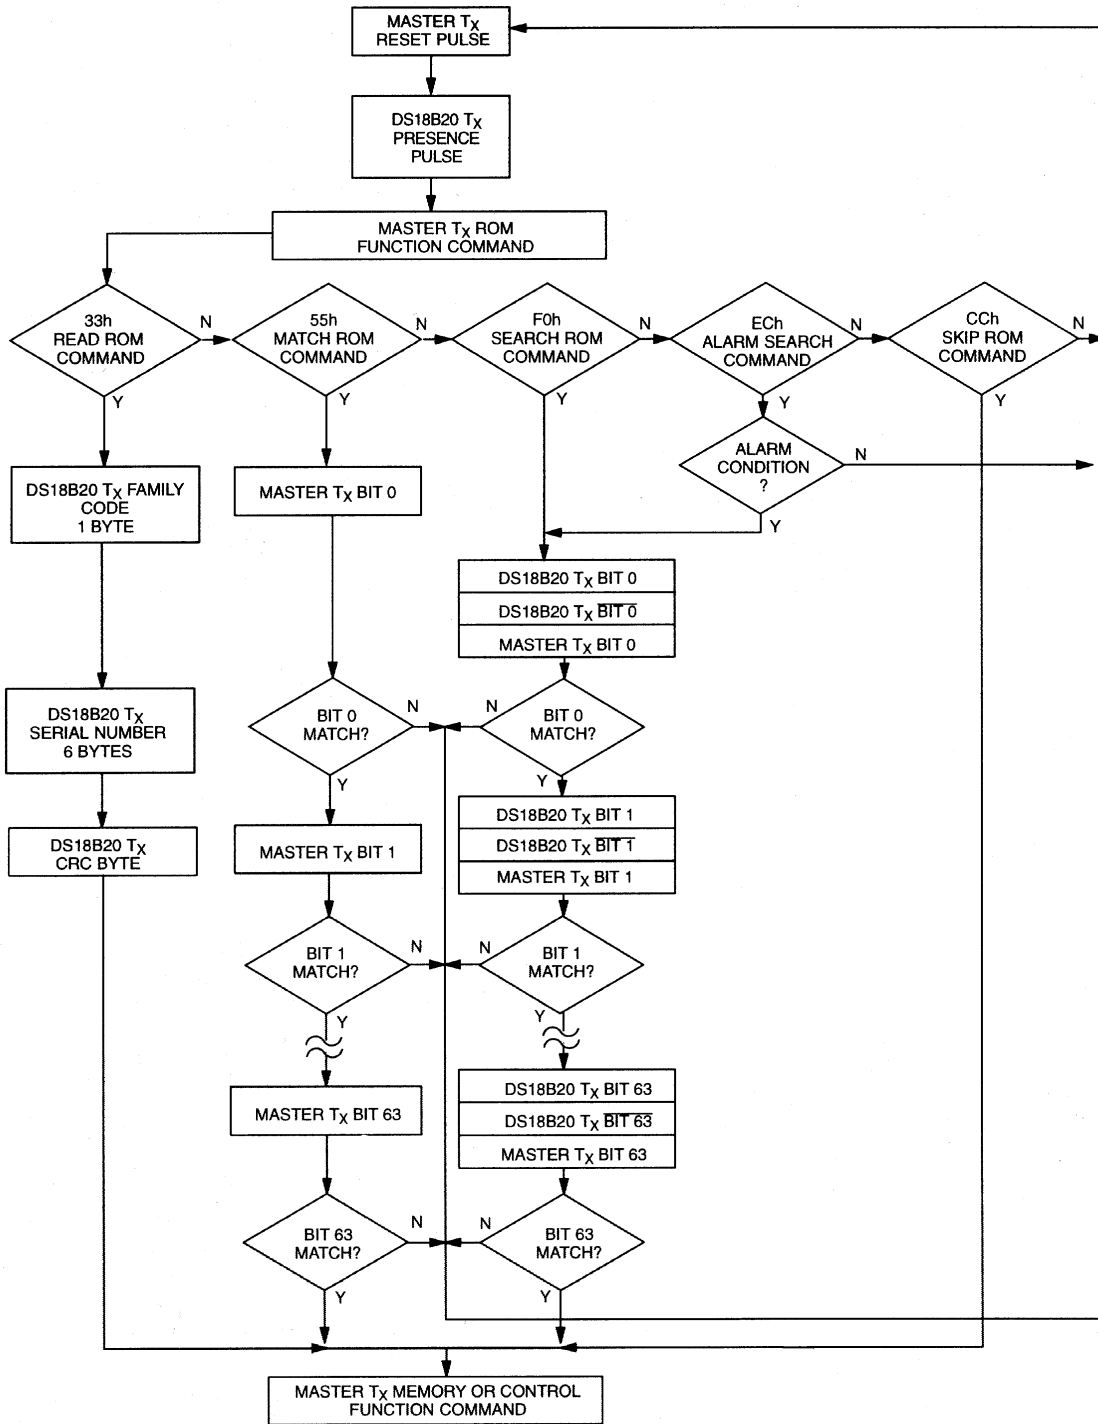 MASTER TX
RESET PULSE
DS18B20 TX
PRESENCE
PULSE
MASTER TX ROM
FUNCTION COMMAND
33h
READ ROM
COMMAND
N
Y
55h
MATCH ROM
COMMAND
N
Y
F0h
SEARCH ROM
COMMAND
N
Y
ECh
ALARM SEARCH
COMMAND
N
Y
CCh
SKIP ROM
COMMAND
N
Y
ALARM
CONDITION
?
N
Y
DS18B20 TX FAMILY
CODE
1 BYTE
DS18B20 TX
SERIAL NUMBER
6 BYTES
DS18B20 TX
CRC BYTE
MASTER TX BIT 0
BIT 0
MATCH?
N
Y
MASTER TX BIT 1
BIT 1
MATCH?
N
Y
MASTER TX BIT 63
BIT 63
MATCH?
N
Y
DS18B20 TX BIT 0
DS18B20 TX BIT 0
MASTER TX BIT 0
BIT 0
MATCH?
N
Y
DS18B20 TX BIT 1
DS18B20 TX BIT 1
MASTER TX BIT 1
BIT 1
MATCH?
N
Y
DS18B20 TX BIT 63
DS18B20 TX BIT 63
MASTER TX BIT 63
BIT 63
MATCH?
N
Y
MASTER TX MEMORY OR CONTROL
FUNCTION COMMAND